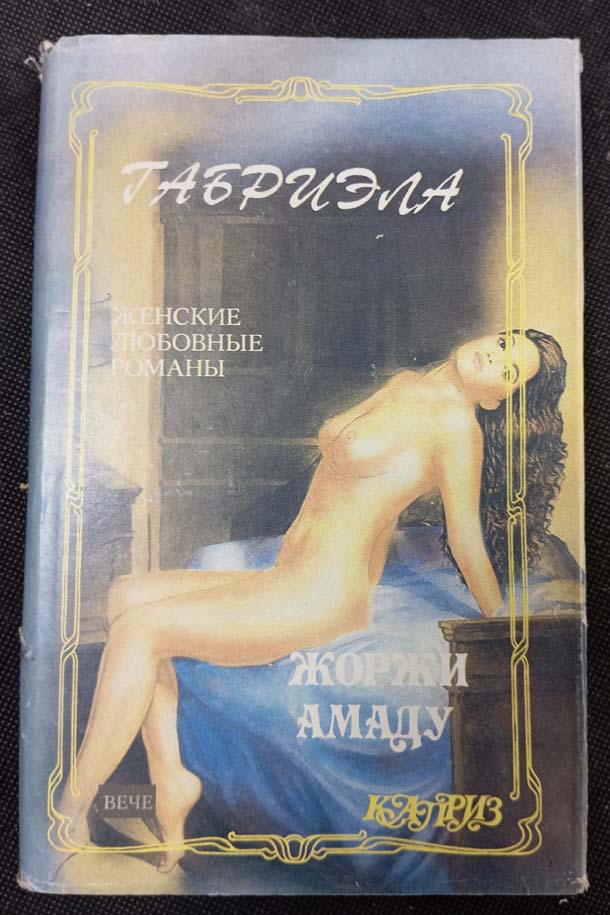 ГАБРИЭЛА
ЖЕНСКИЕ
ЛЮБОВНЫЕ
РОМАНЫ
ЖОРЖИ
АМАДУ
ВЕЧЕ
КАПРИЗ